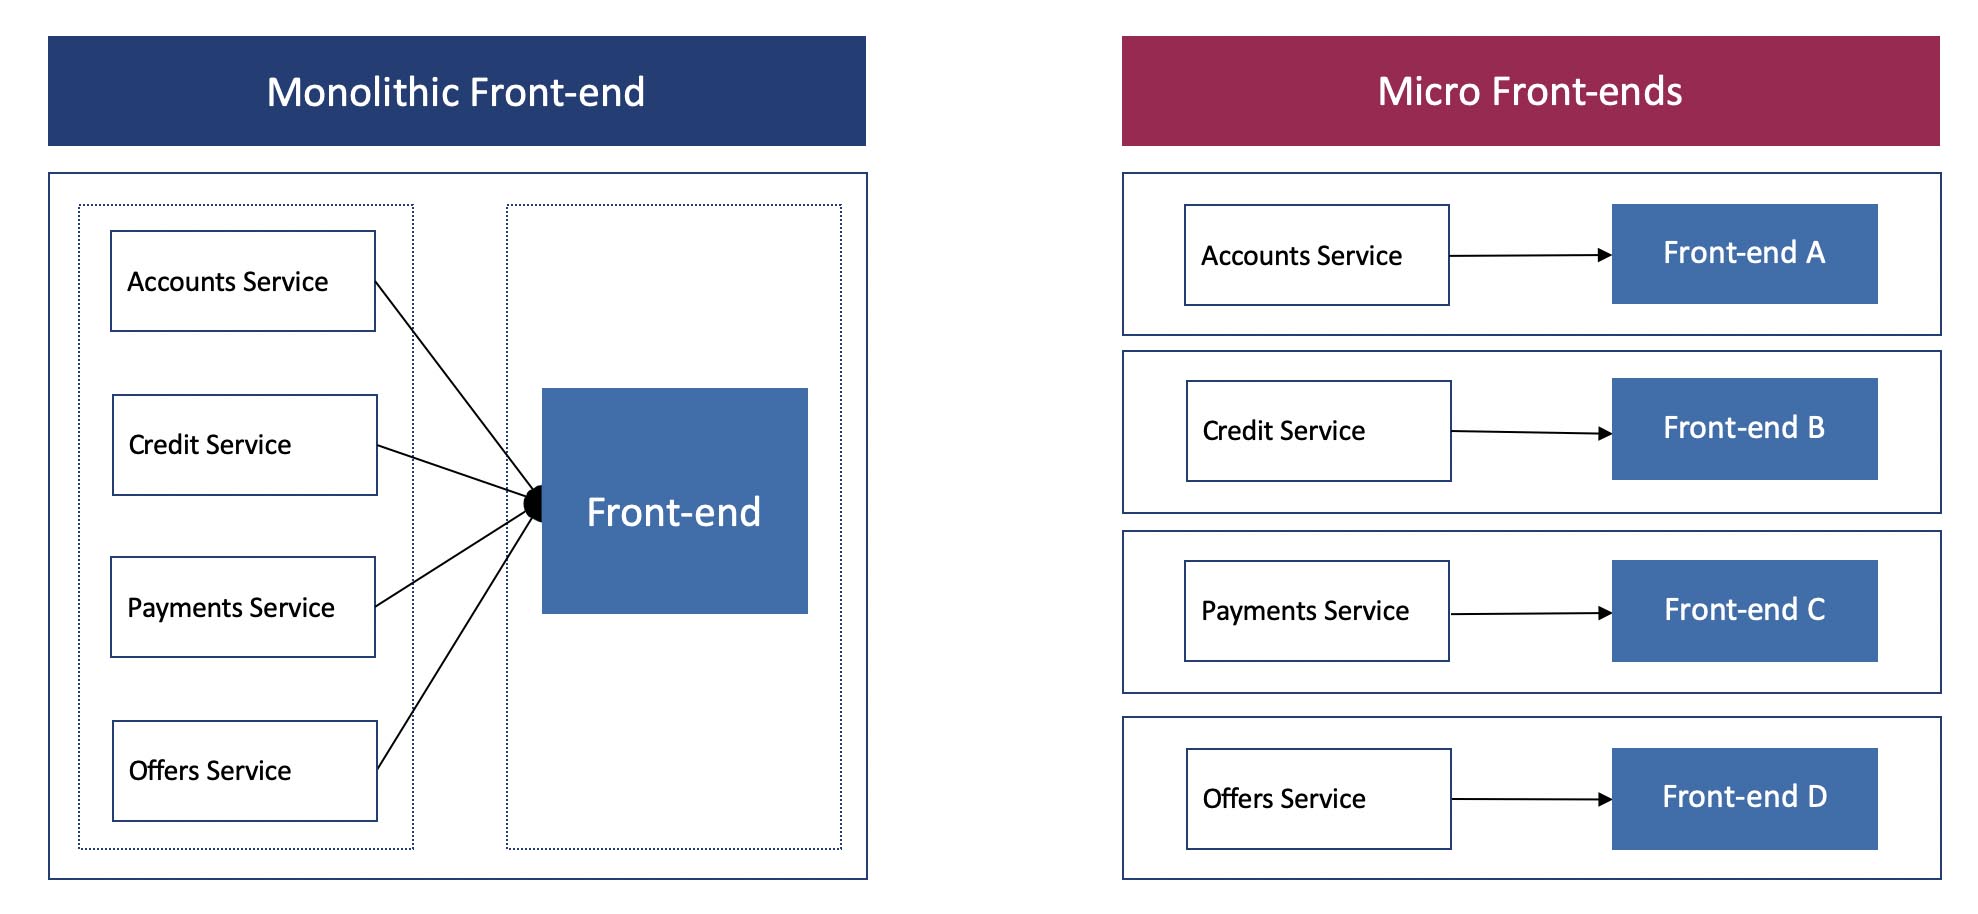 Monolithic Front-end
Accounts Service
Credit Service
Payments Service
Offers Service
Front-end
Micro Front-ends
Accounts Service
Front-end A
Credit Service
Front-end B
Payments Service
Front-end C
Offers Service
Front-end D